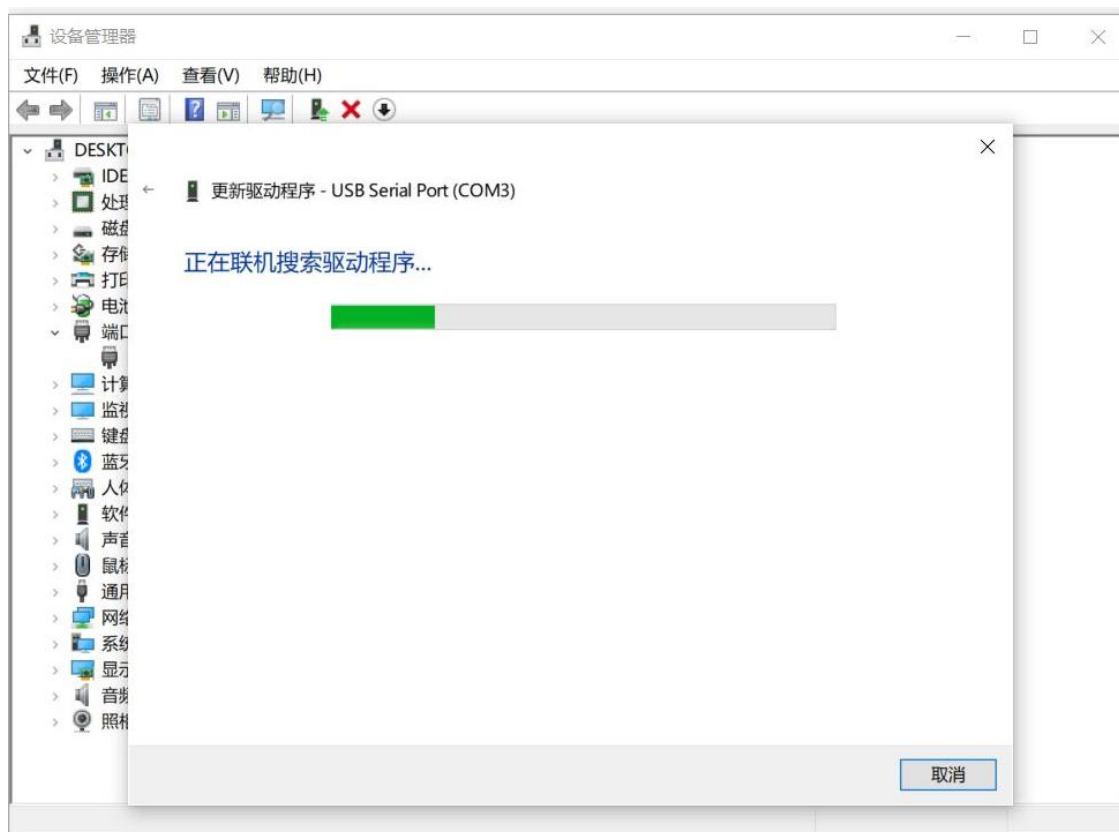 设备管理器
文件(F) 操作(A) 查看(V) 帮助(H)
DESKT
IDE
处理
磁盘
存储
打印
电池
端口
计算
监视
键盘
蓝牙
人体
软件
声音
鼠标
通用
网络
系统
显示
音频
照相
更新驱动程序 - USB Serial Port (COM3)
正在联机搜索驱动程序...
取消